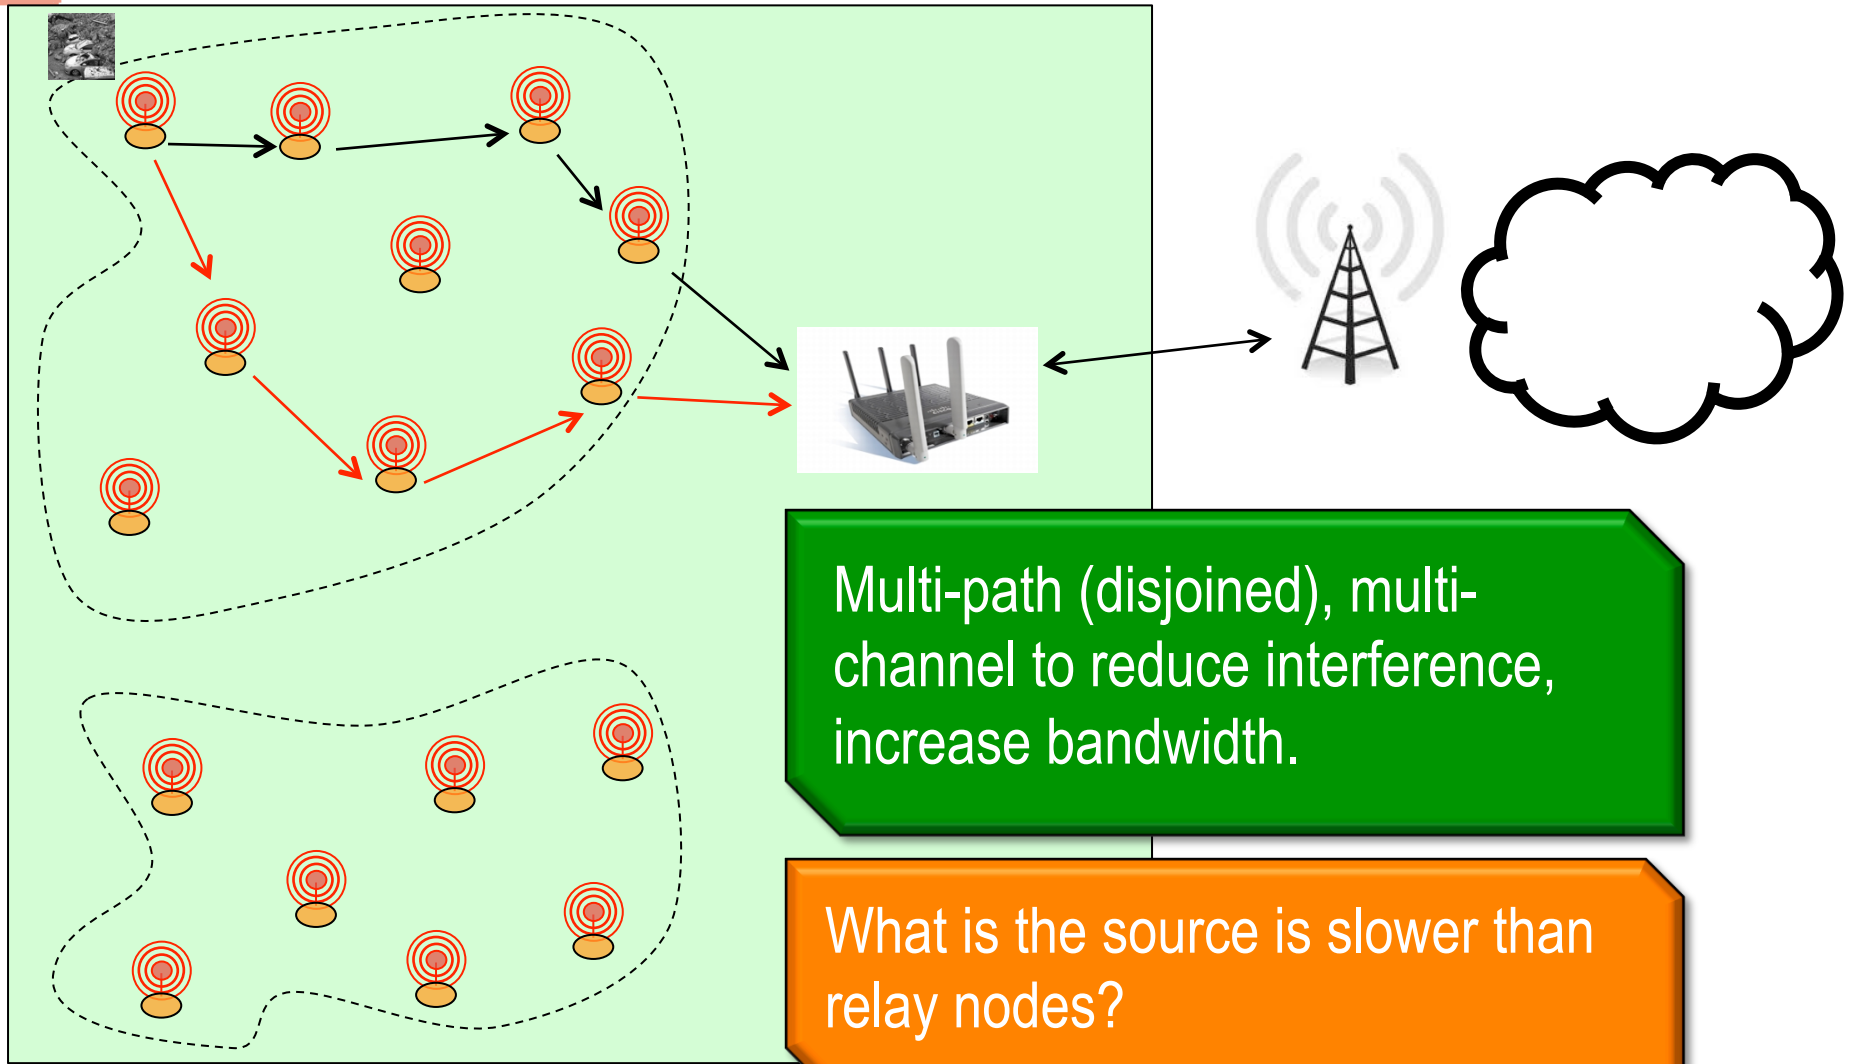 Multi-path (disjoined), multi-
channel to reduce interference,
increase bandwidth.
What is the source is slower than
relay nodes?